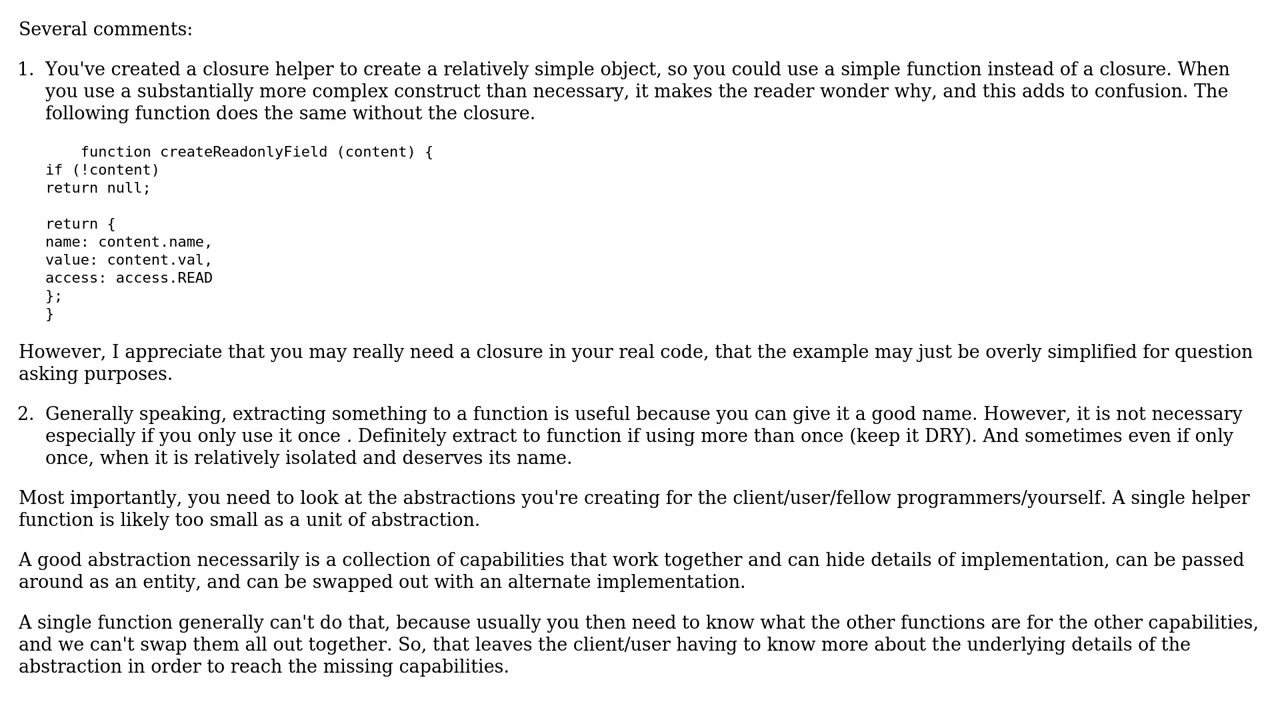 Several comments:
1. You've created a closure helper to create a relatively simple object, so you could use a simple function instead of a closure. When
you use a substantially more complex construct than necessary, it makes the reader wonder why, and this adds to confusion. The
following function does the same without the closure.
function createReadonlyField (content) {
if (!content)
return null;
return {
name: content.name,
value: content.val,
access: access.READ
};
}
However, I appreciate that you may really need a closure in your real code, that the example may just be overly simplified for question
asking purposes.
2. Generally speaking, extracting something to a function is useful because you can give it a good name. However, it is not necessary
especially if you only use it once . Definitely extract to function if using more than once (keep it DRY). And sometimes even if only
once, when it is relatively isolated and deserves its name.
Most importantly, you need to look at the abstractions you're creating for the client/user/fellow programmers/yourself. A single helper
function is likely too small as a unit of abstraction.
A good abstraction necessarily is a collection of capabilities that work together and can hide details of implementation, can be passed
around as an entity, and can be swapped out with an alternate implementation.
A single function generally can't do that, because usually you then need to know what the other functions are for the other capabilities,
and we can't swap them all out together. So, that leaves the client/user having to know more about the underlying details of the
abstraction in order to reach the missing capabilities.